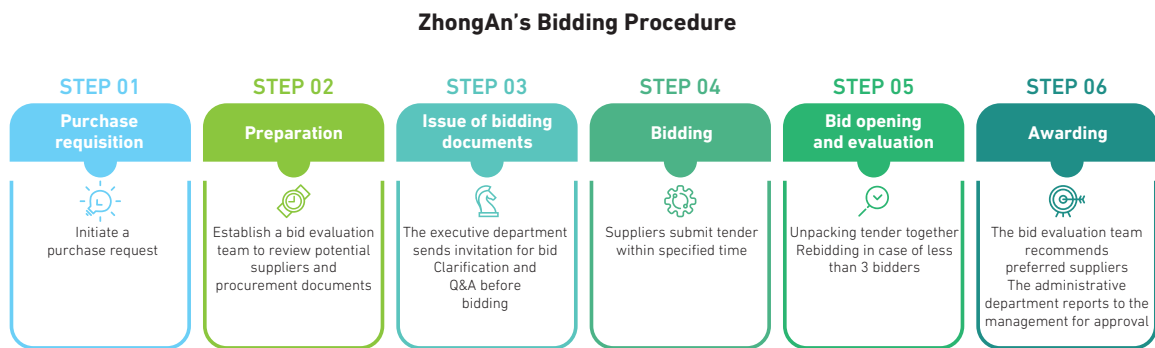 ZhongAn's Bidding Procedure
STEP 01
Purchase
requisition
Initiate a
purchase request
STEP 02
Preparation
Establish a bid evaluation
team to review potential
suppliers and
procurement documents
STEP 03
Issue of bidding
documents
The executive department
sends invitation for bid
Clarification and
Q&A before
bidding
STEP 04
Bidding
Suppliers submit tender
within specified time
STEP 05
Bid opening
and evaluation
Unpacking tender together
Rebidding in case of less
than 3 bidders
STEP 06
Awarding
The bid evaluation team
recommends
preferred suppliers
The administrative
department reports to the
management for approval